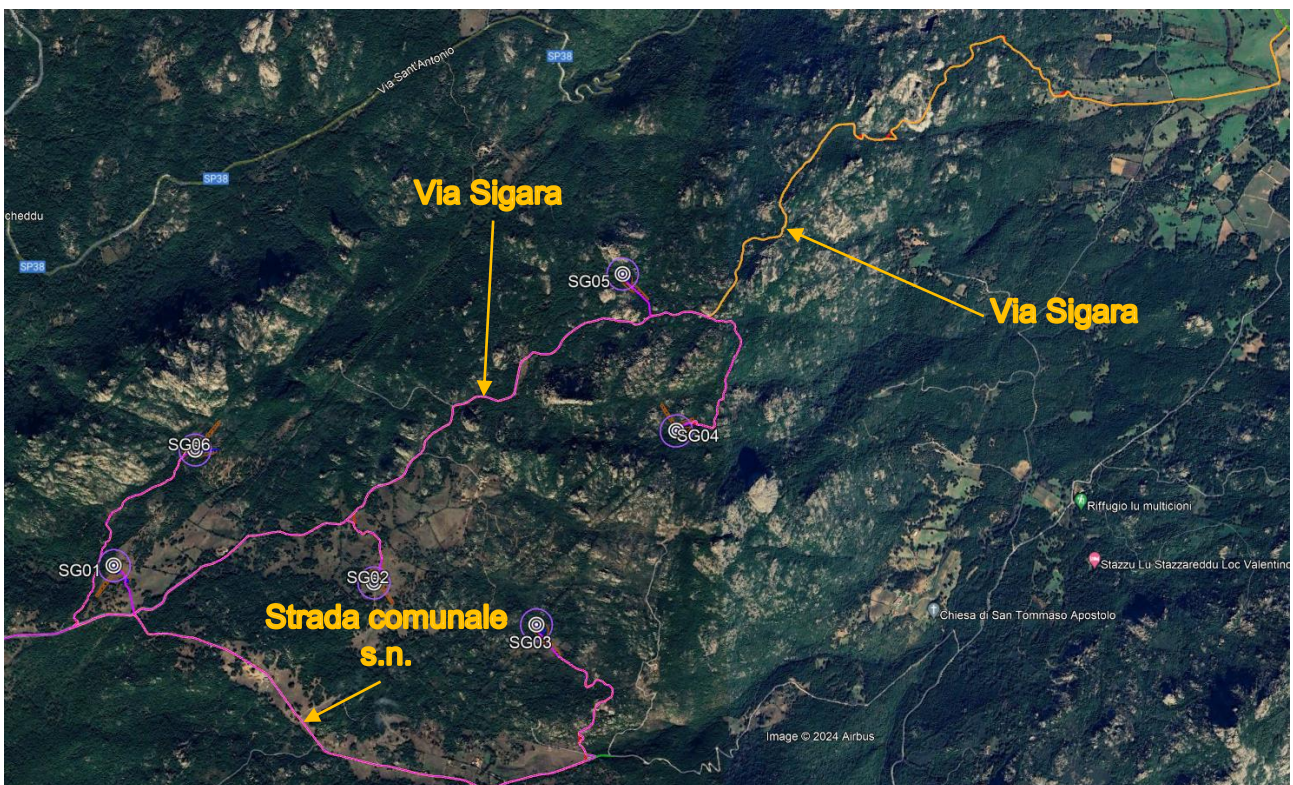 SP38
Via Sant'Antonio
SP38
cheddu
SP38
Via Sigara
SG05
Via Sigara
SG04
SG06
Riffugio lu multicioni
SG01
Stazzu Lu Stazzareddu Loc Valentino
SG02
Strada comunale
s.n.
Chiesa di San Tommaso Apostolo
SG03
Image © 2024 Airbus